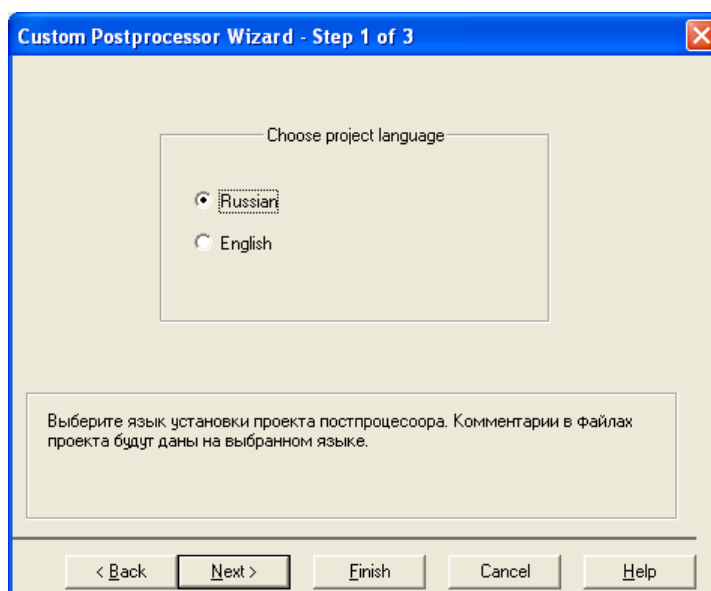 Custom Postprocessor Wizard - Step 1 of 3
Choose project language
Russian
English
Выберите язык установки проекта постпроцесоора. Комментарии в файлах
проекта будут даны на выбранном языке.
< Back Next > Finish Cancel Help